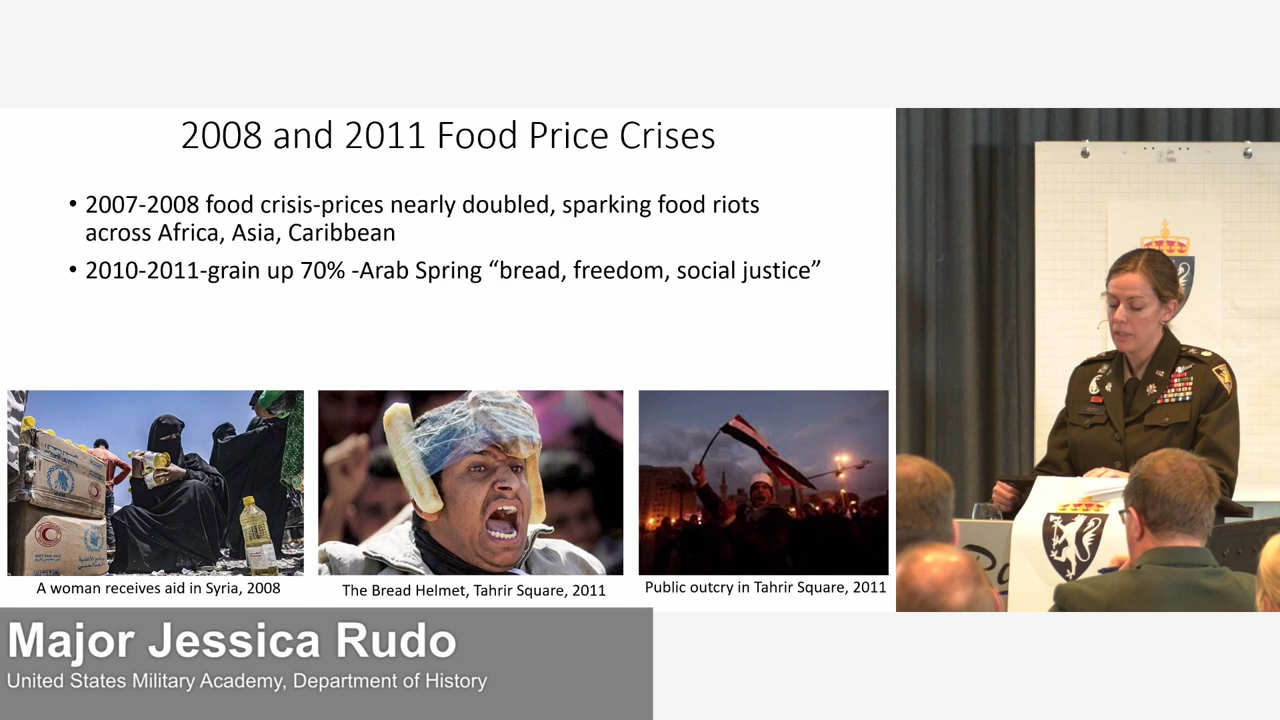 2008 and 2011 Food Price Crises
• 2007-2008 food crisis-prices nearly doubled, sparking food riots
across Africa, Asia, Caribbean
• 2010-2011-grain up 70% -Arab Spring “bread, freedom, social justice”
A woman receives aid in Syria, 2008
The Bread Helmet, Tahrir Square, 2011
Public outcry in Tahrir Square, 2011
Major Jessica Rudo
United States Military Academy, Department of History